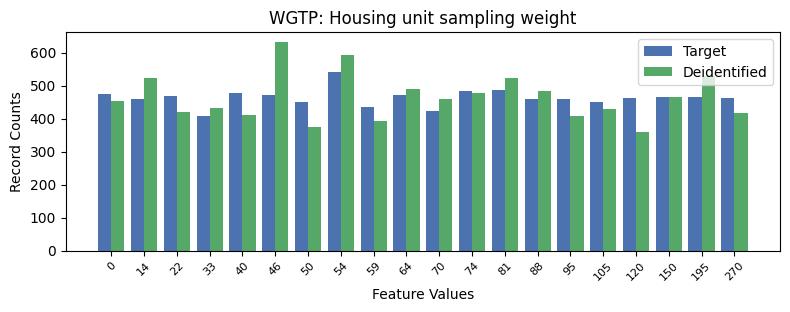 WGTP: Housing unit sampling weight
Target
Deidentified
Record Counts
600
500
400
300
200
100
0
0 14 22 33 40 46 50 54 59 64 70 74 81 88 95 105 120 150 195 270
Feature Values